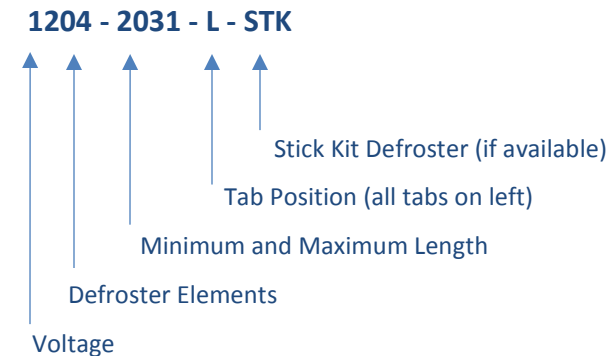 1204 - 2031 - L - STK
Stick Kit Defroster (if available)
Tab Position (all tabs on left)
Minimum and Maximum Length
Defroster Elements
Voltage